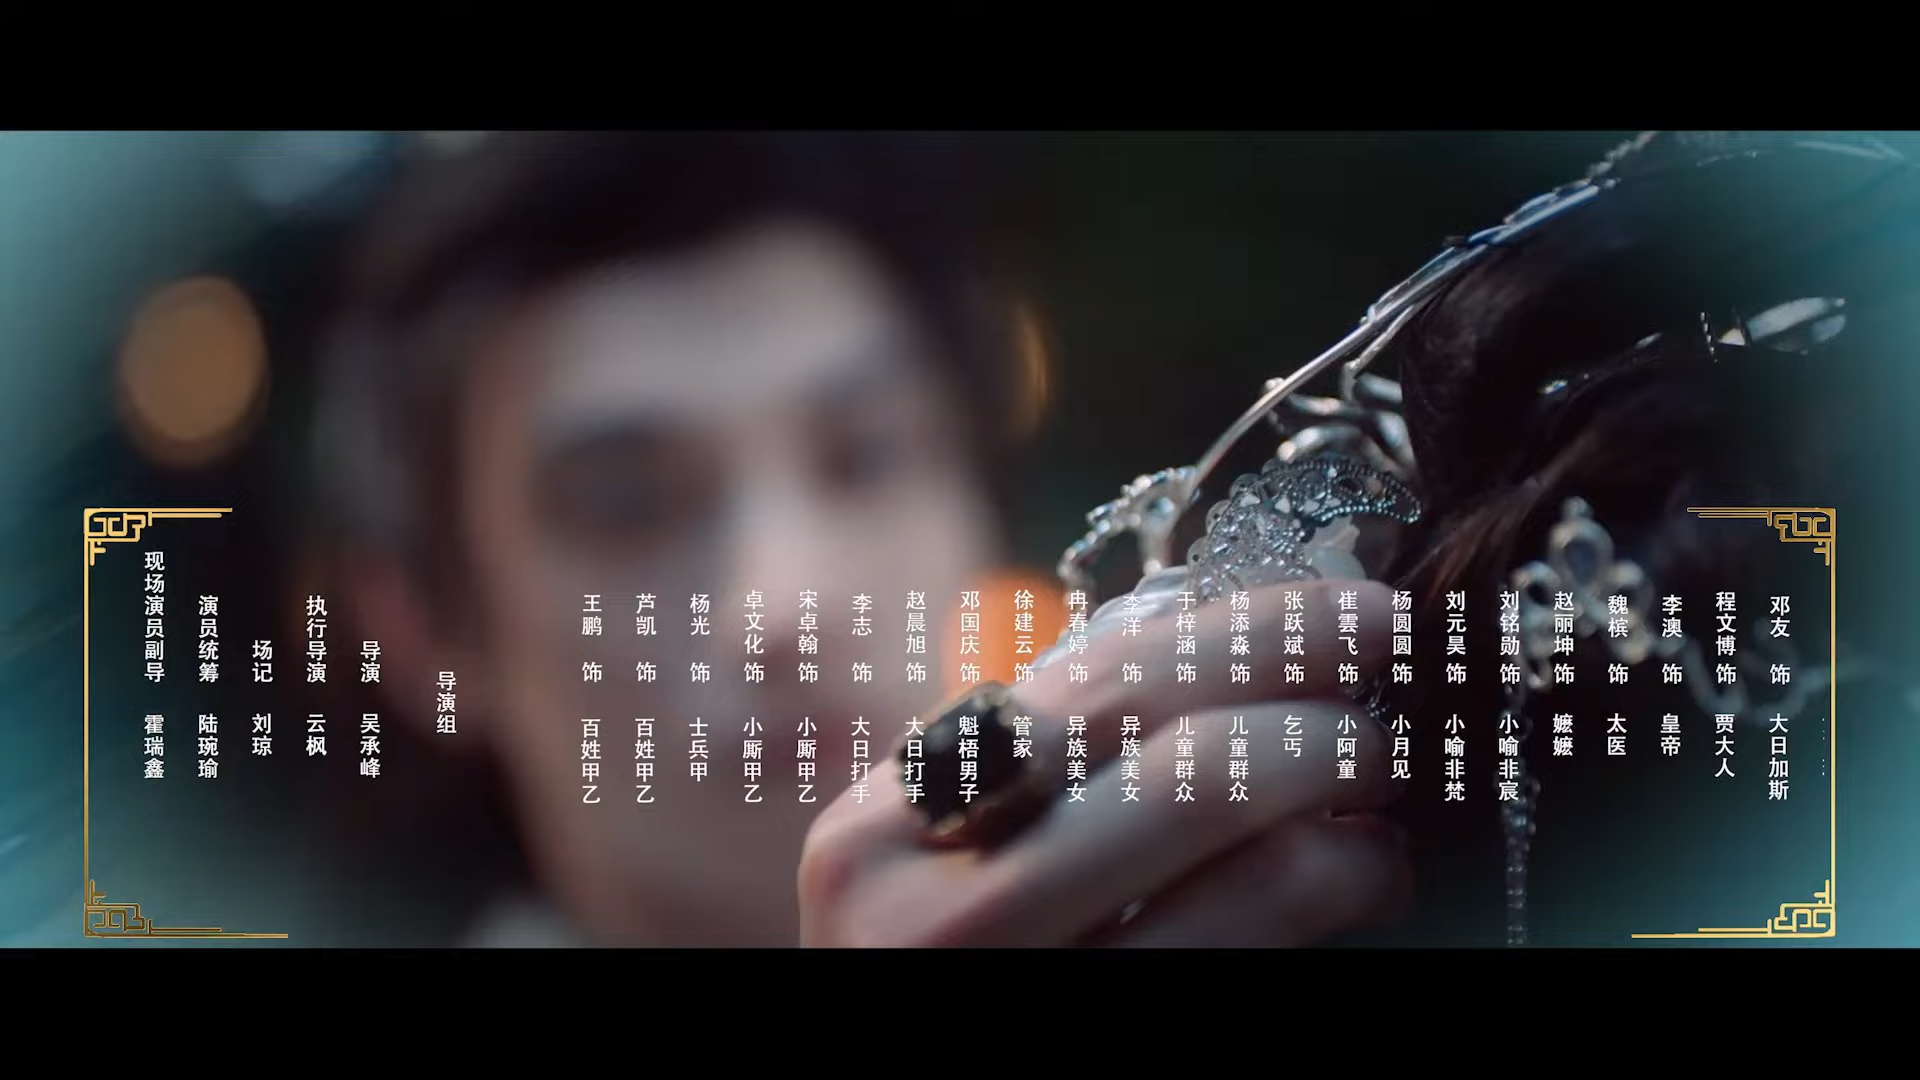 邓友 饰 大日加斯
程文博 饰 贾大人
李澳 饰 皇帝
魏槟 饰 太医
赵丽坤 饰 嬷嬷
刘铭勋 饰 小喻非宸
刘元昊 饰 小喻非梵
杨圆圆 饰 小月见
崔雲飞 饰 小阿童
张跃斌 饰 乞丐
杨添淼 饰 儿童群众
于梓涵 饰 儿童群众
李洋 饰 异族美女
冉春婷 饰 异族美女
徐建云 饰 管家
邓国庆 饰 魁梧男子
赵晨旭 饰 大日打手
李志 饰 大日打手
宋卓翰 饰 小厮甲乙
卓文化 饰 小厮甲乙
杨光 饰 士兵甲
芦凯 饰 百姓甲乙
王鹏 饰 百姓甲乙
导演组
导演 吴承峰
执行导演 云枫
场记 刘琼
演员统筹 陆琬瑜
现场演员副导 霍瑞鑫